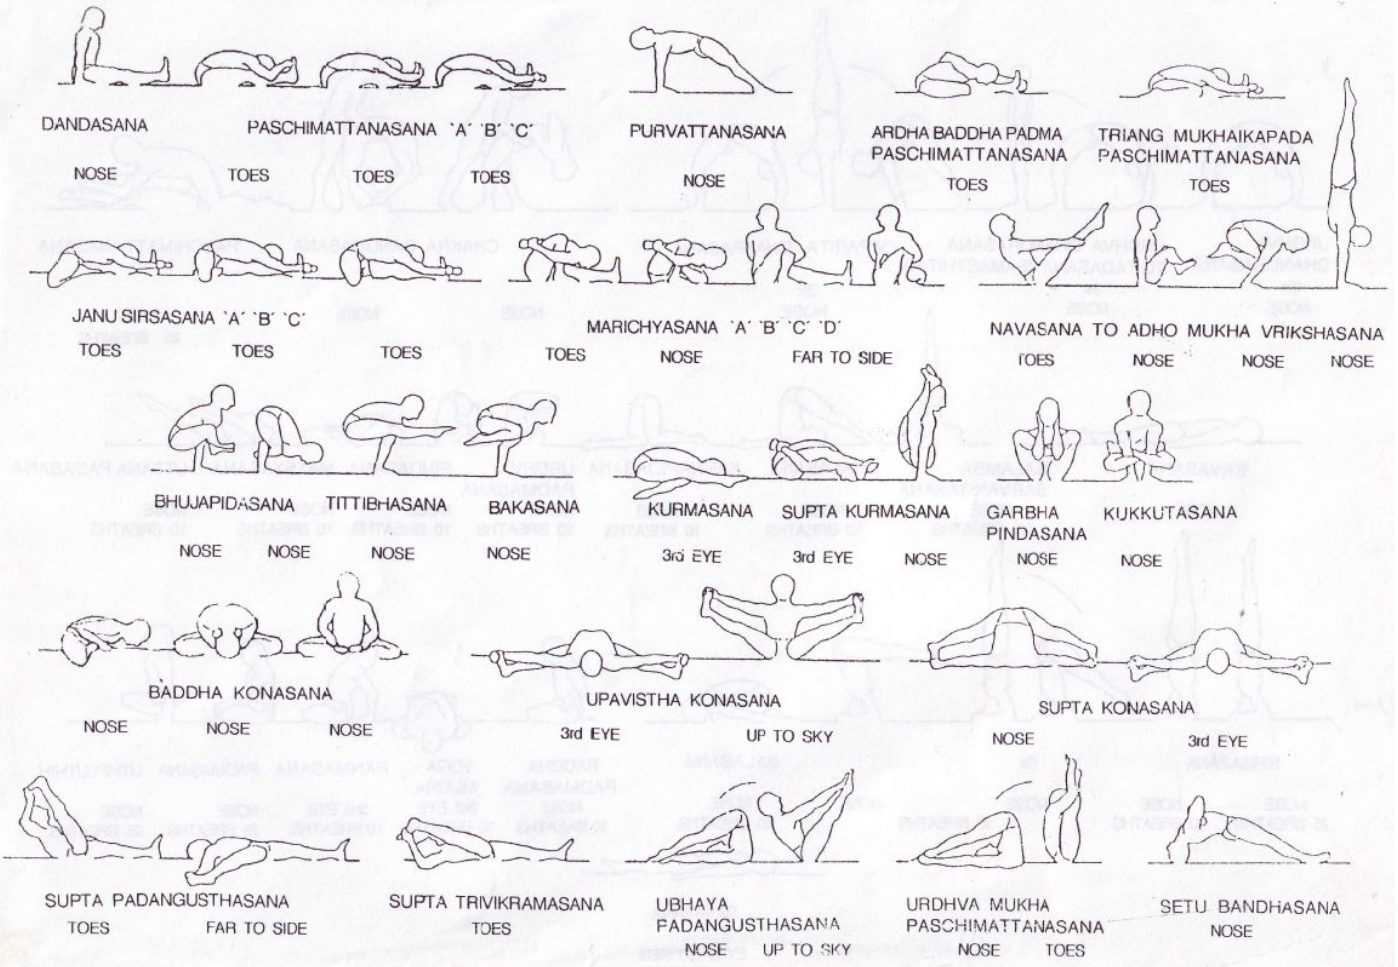 DANDASANA
PASCHIMATTANASANA `A´ `B´ `C´
PURVATTANASANA
ARDHA BADDHA PADMA
PASCHIMATTANASANA
TRIANG MUKHAIKAPADA
PASCHIMATTANASANA
NOSE TOES TOES TOES NOSE TOES TOES
JANU SIRSASANA `A´ `B´ `C´
MARICHYASANA `A´ `B´ `C´ `D´
NAVASANA TO ADHO MUKHA VRIKSHASANA
TOES TOES TOES TOES NOSE FAR TO SIDE TOES NOSE NOSE NOSE
BHUJAPIDASANA
TITTIBHASANA
BAKASANA
KURMASANA
SUPTA KURMASANA
GARBHA
PINDASANA
KUKKUTASANA
NOSE NOSE NOSE NOSE 3rd EYE 3rd EYE NOSE NOSE NOSE
BADDHA KONASANA
UPAVISTHA KONASANA
SUPTA KONASANA
NOSE NOSE NOSE 3rd EYE UP TO SKY NOSE 3rd EYE
SUPTA PADANGUSTHASANA
TOES FAR TO SIDE
SUPTA TRIVIKRAMASANA
TOES
UBHAYA
PADANGUSTHASANA
NOSE UP TO SKY
URDHVA MUKHA
PASCHIMATTANASANA
NOSE TOES
SETU BANDHASANA
NOSE